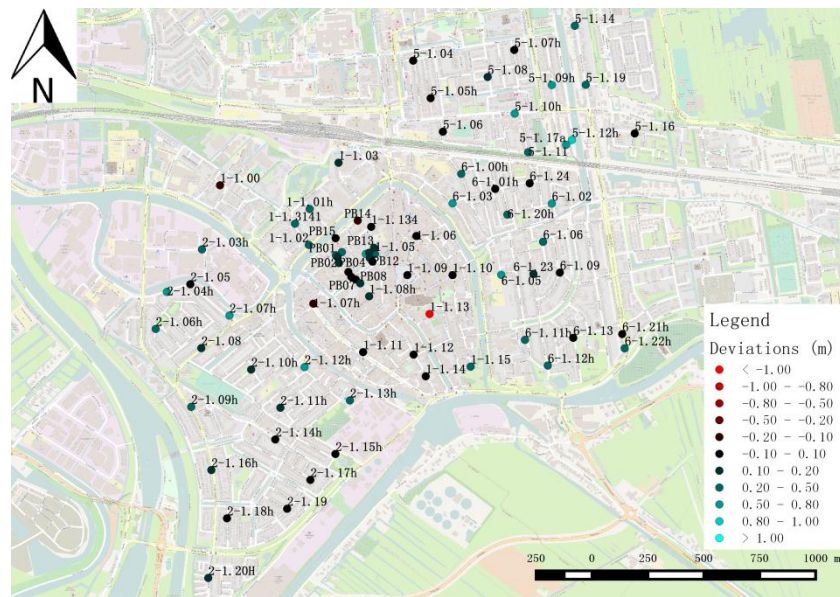 N
5-1.14
5-1.04
5-1.07h
5-1.08
5-1.09h
5-1.19
5-1.05h
5-1.10h
5-1.06
5-1.17a
5-1.12h
5-1.16
5-1.11
1-1.03
6-1.00h
6-1.24
6-1.01h
1-1.00
6-1.03
6-1.02
1-1.01h
6-1.20h
PB14
1-1.3141
1-1.134
PB15
1-1.06
1-1.02
PB13
6-1.06
2-1.03h
PB01
1-1.05
PB02
PB04
PB12
2-1.05
1-1.09
1-1.10
6-1.23
6-1.09
2-1.04h
PB07
PB08
6-1.05
1-1.08h
1-1.07h
2-1.07h
1-1.13
2-1.06h
6-1.11h
6-1.13
6-1.21h
2-1.08
6-1.22h
1-1.11
1-1.12
2-1.10h
2-1.12h
1-1.15
6-1.12h
1-1.14
2-1.09h
2-1.11h
2-1.13h
2-1.14h
2-1.15h
2-1.16h
2-1.17h
2-1.19
2-1.18h
2-1.20H
Legend
Deviations (m)
< -1.00
-1.00 - -0.80
-0.80 - -0.50
-0.50 - -0.20
-0.20 - -0.10
-0.10 - 0.10
0.10 - 0.20
0.20 - 0.50
0.50 - 0.80
0.80 - 1.00
> 1.00
250 0 250 500 750 1000 m